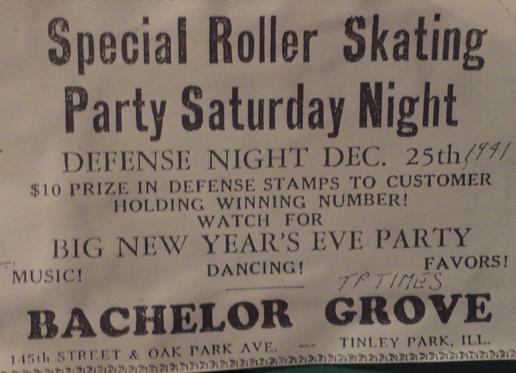 Special Roller Skating
Party Saturday Night
DEFENSE NIGHT DEC. 25th 1941
$10 PRIZE IN DEFENSE STAMPS TO CUSTOMER
HOLDING WINNING NUMBER!
WATCH FOR
BIG NEW YEAR'S EVE PARTY
MUSIC! DANCING! FAVORS!
TP TIMES
BACHELOR GROVE
145th STREET & OAK PARK AVE. — TINLEY PARK, ILL.